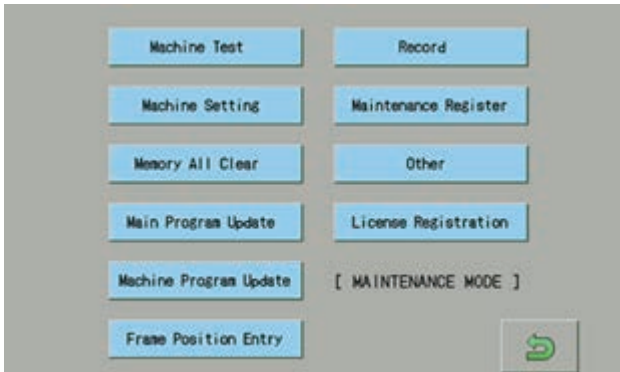 Machine Test
Record
Machine Setting
Maintenance Register
Memory All Clear
Other
Main Program Update
License Registration
Machine Program Update
[ MAINTENANCE MODE ]
Frame Position Entry